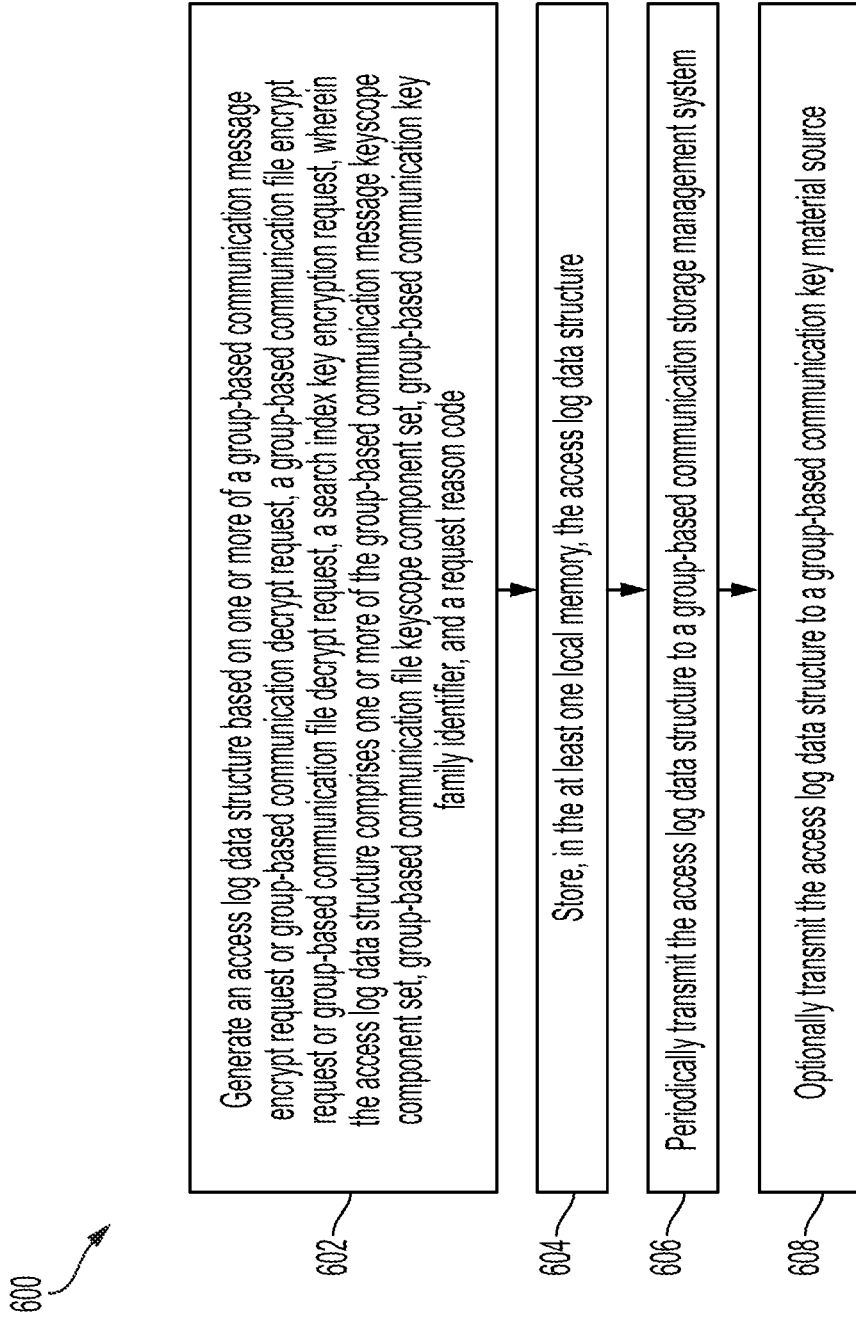 600
602
Generate an access log data structure based on one or more of a group-based communication message
encrypt request or group-based communication decrypt request, a group-based communication file encrypt
request or group-based communication file decrypt request, a search index key encryption request, wherein
the access log data structure comprises one or more of the group-based communication message keyscope
component set, group-based communication file keyscope component set, group-based communication key
family identifier, and a request reason code
604
Store, in the at least one local memory, the access log data structure
606
Periodically transmit the access log data structure to a group-based communication storage management system
608
Optionally transmit the access log data structure to a group-based communication key material source